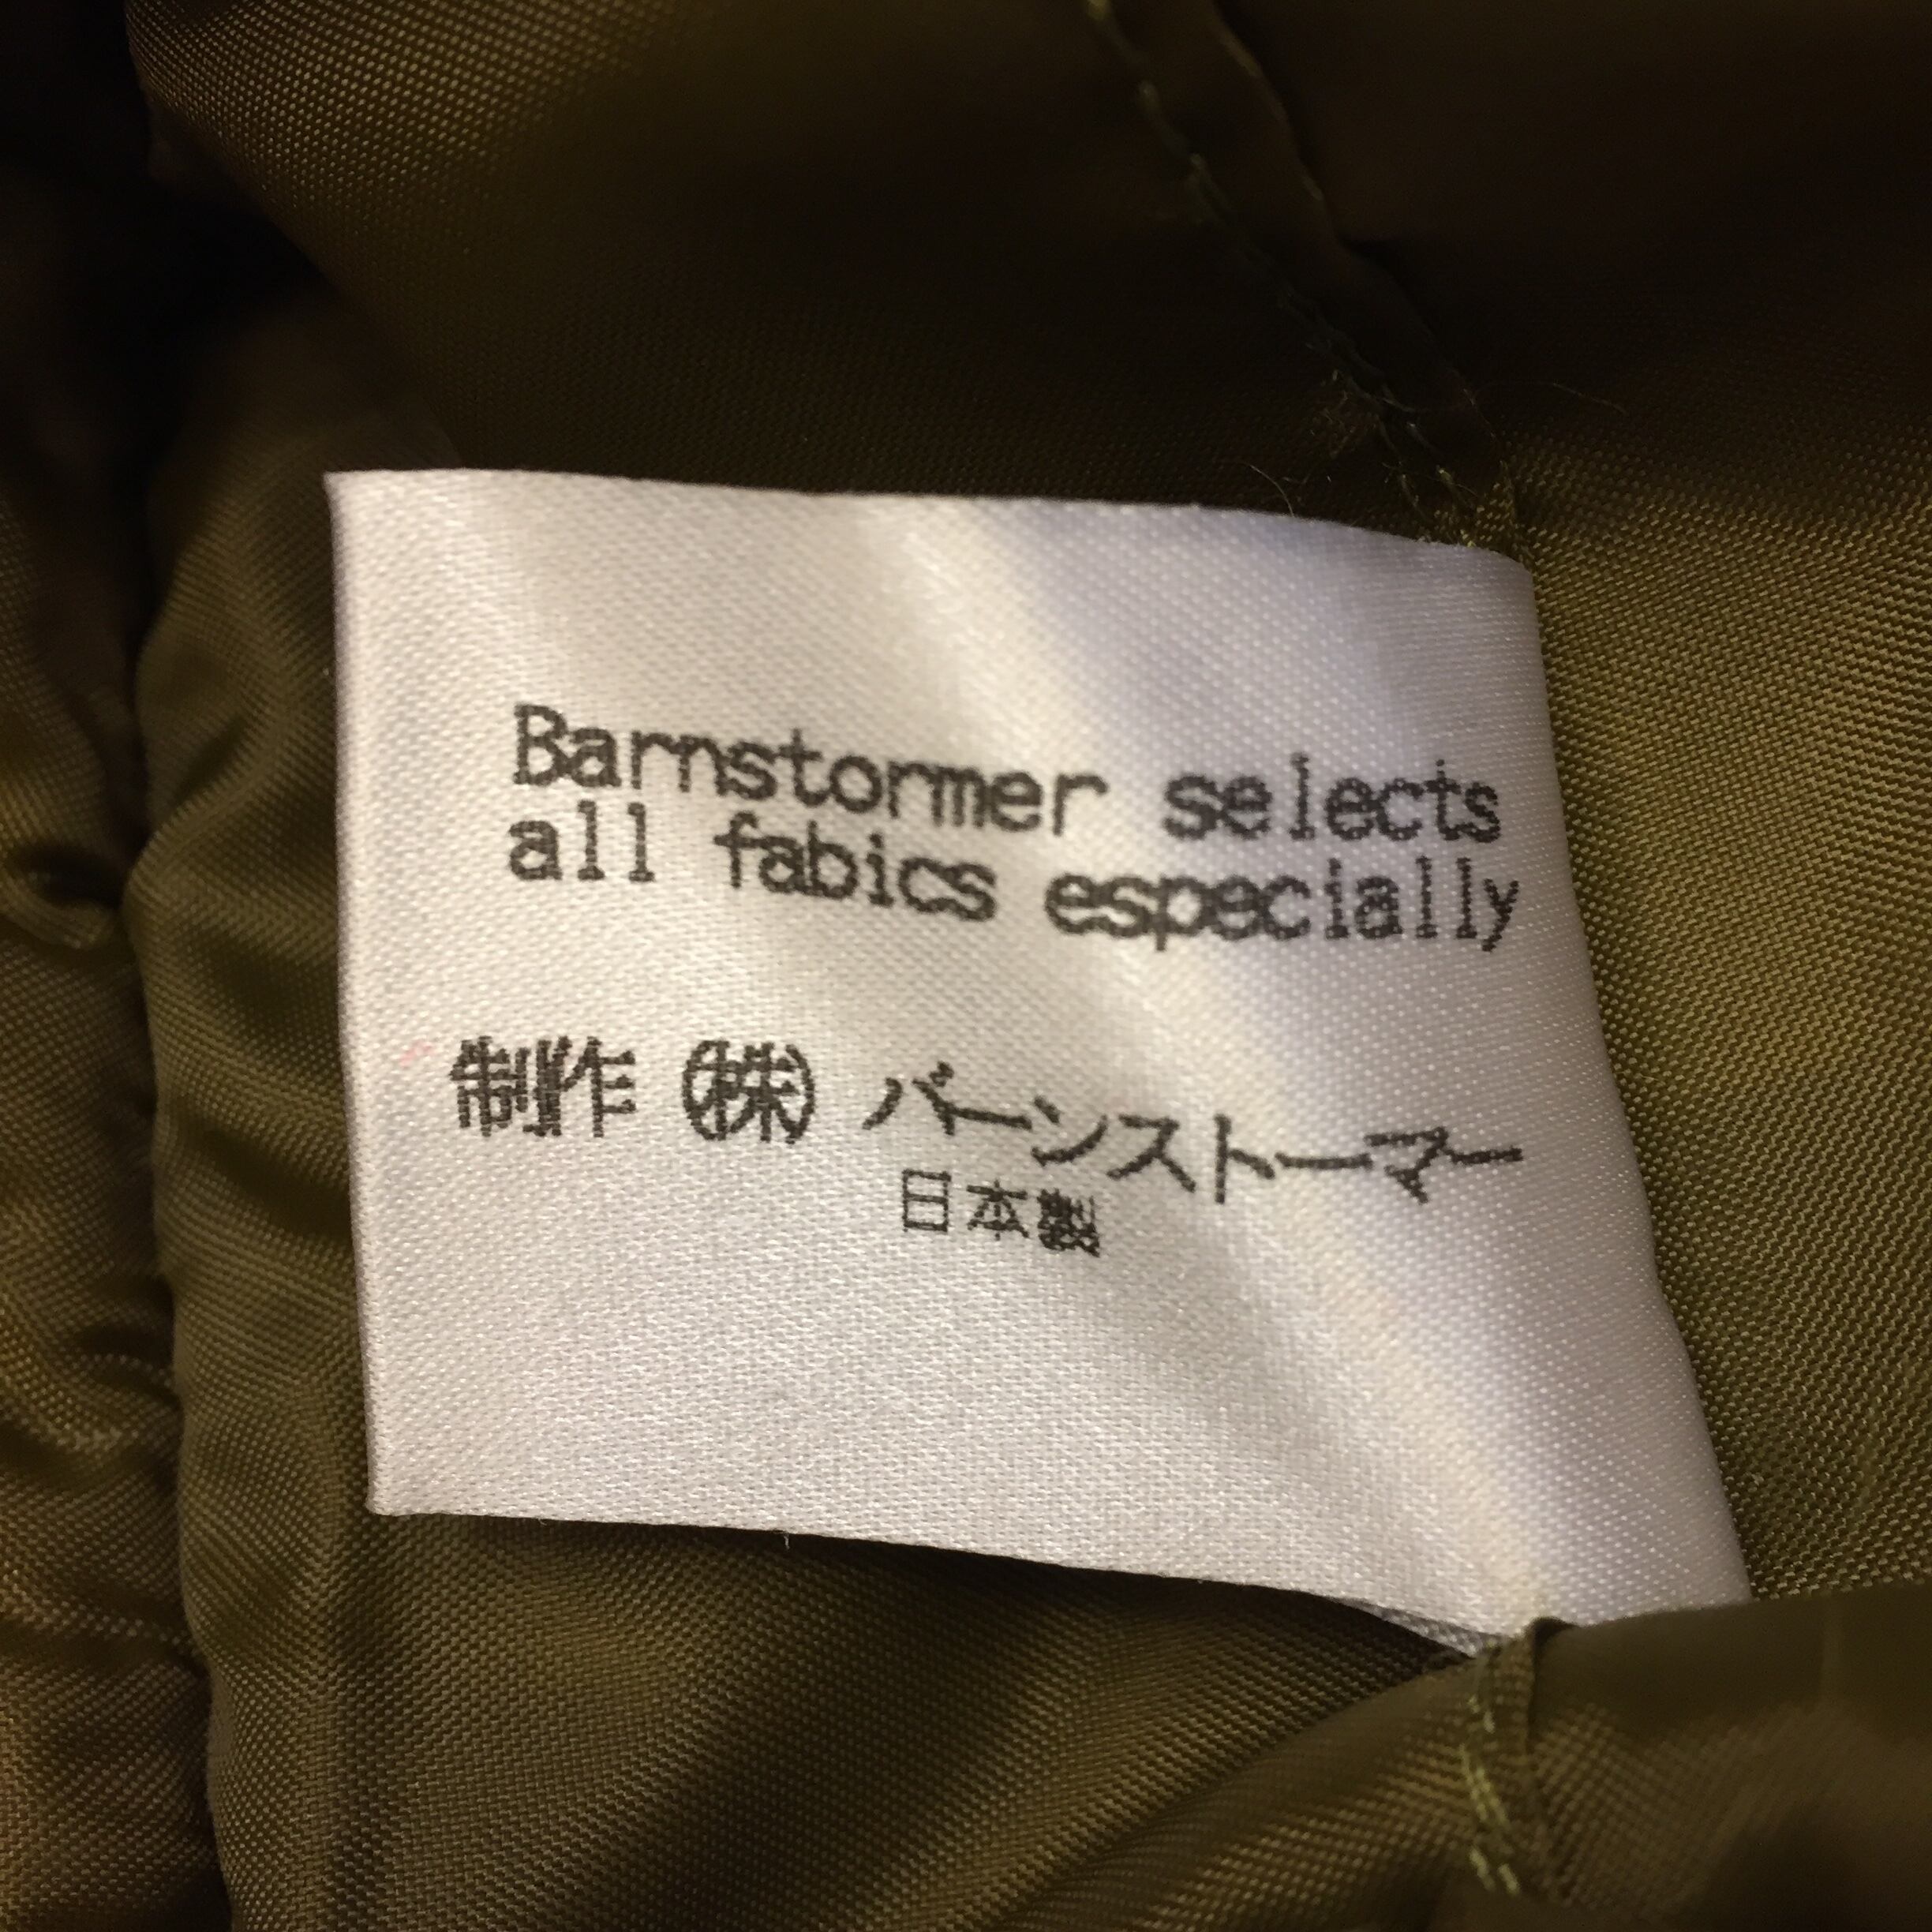 Barnstormer selects
all fabics especially
制作 ㈱ バーンストーマー
日本製